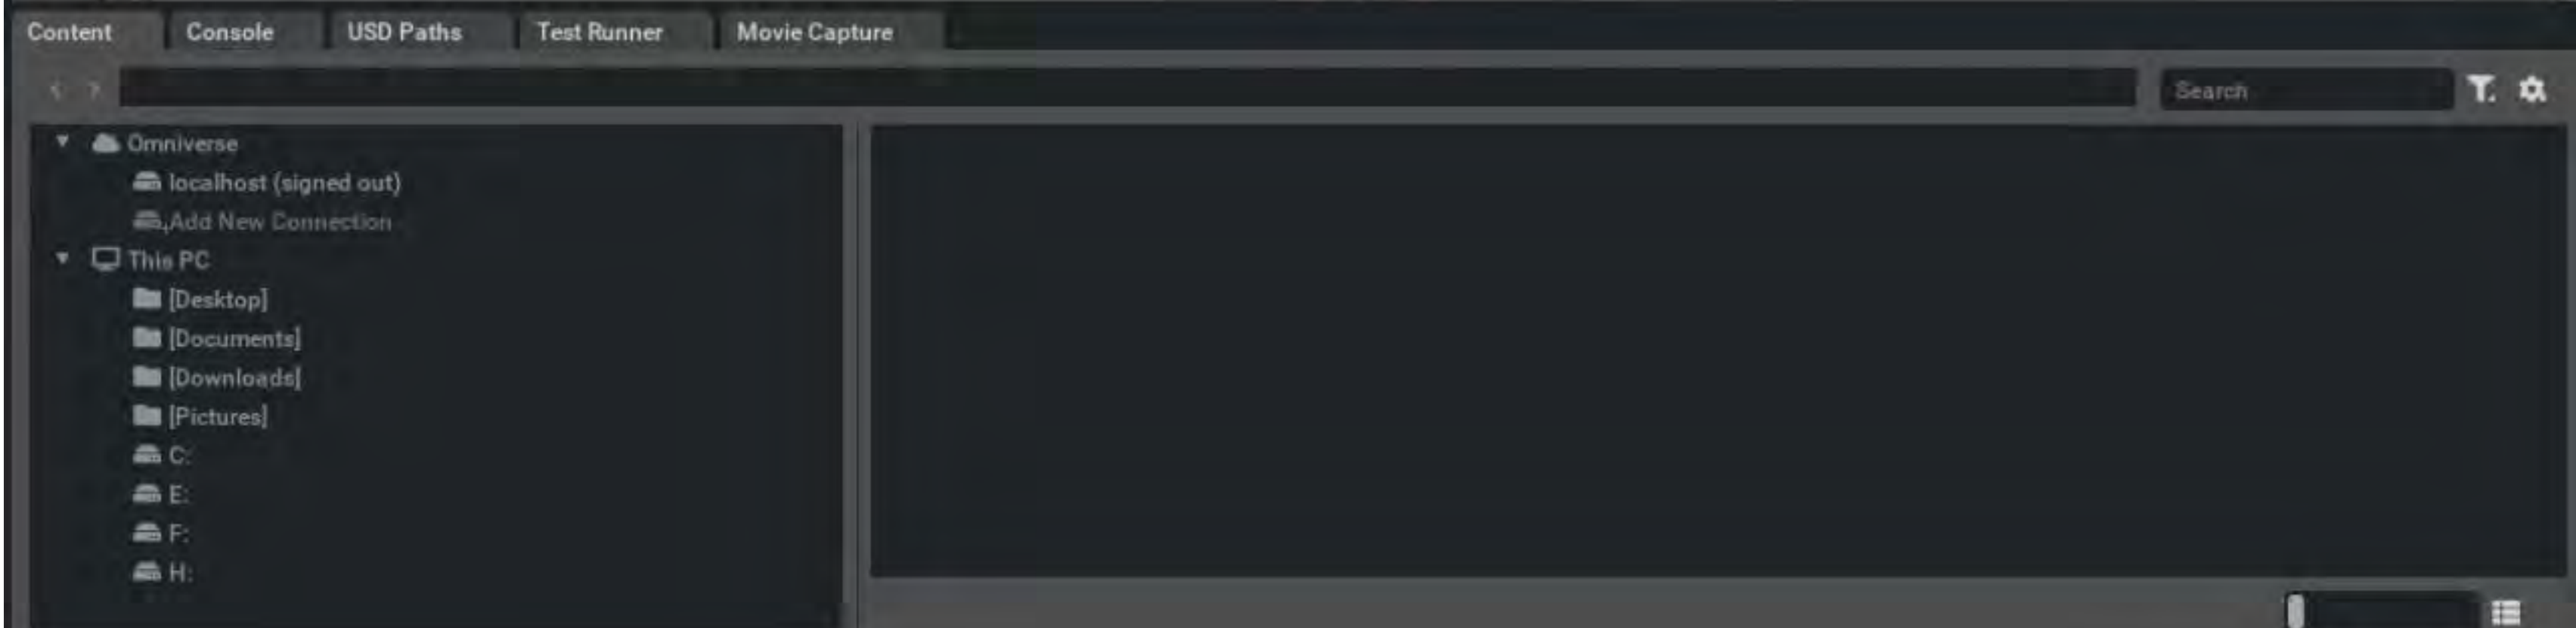 Content Console USD Paths Test Runner Movie Capture
Search
Omniverse
localhost (signed out)
Add New Connection
This PC
[Desktop]
[Documents]
[Downloads]
[Pictures]
C:
E:
F:
H: